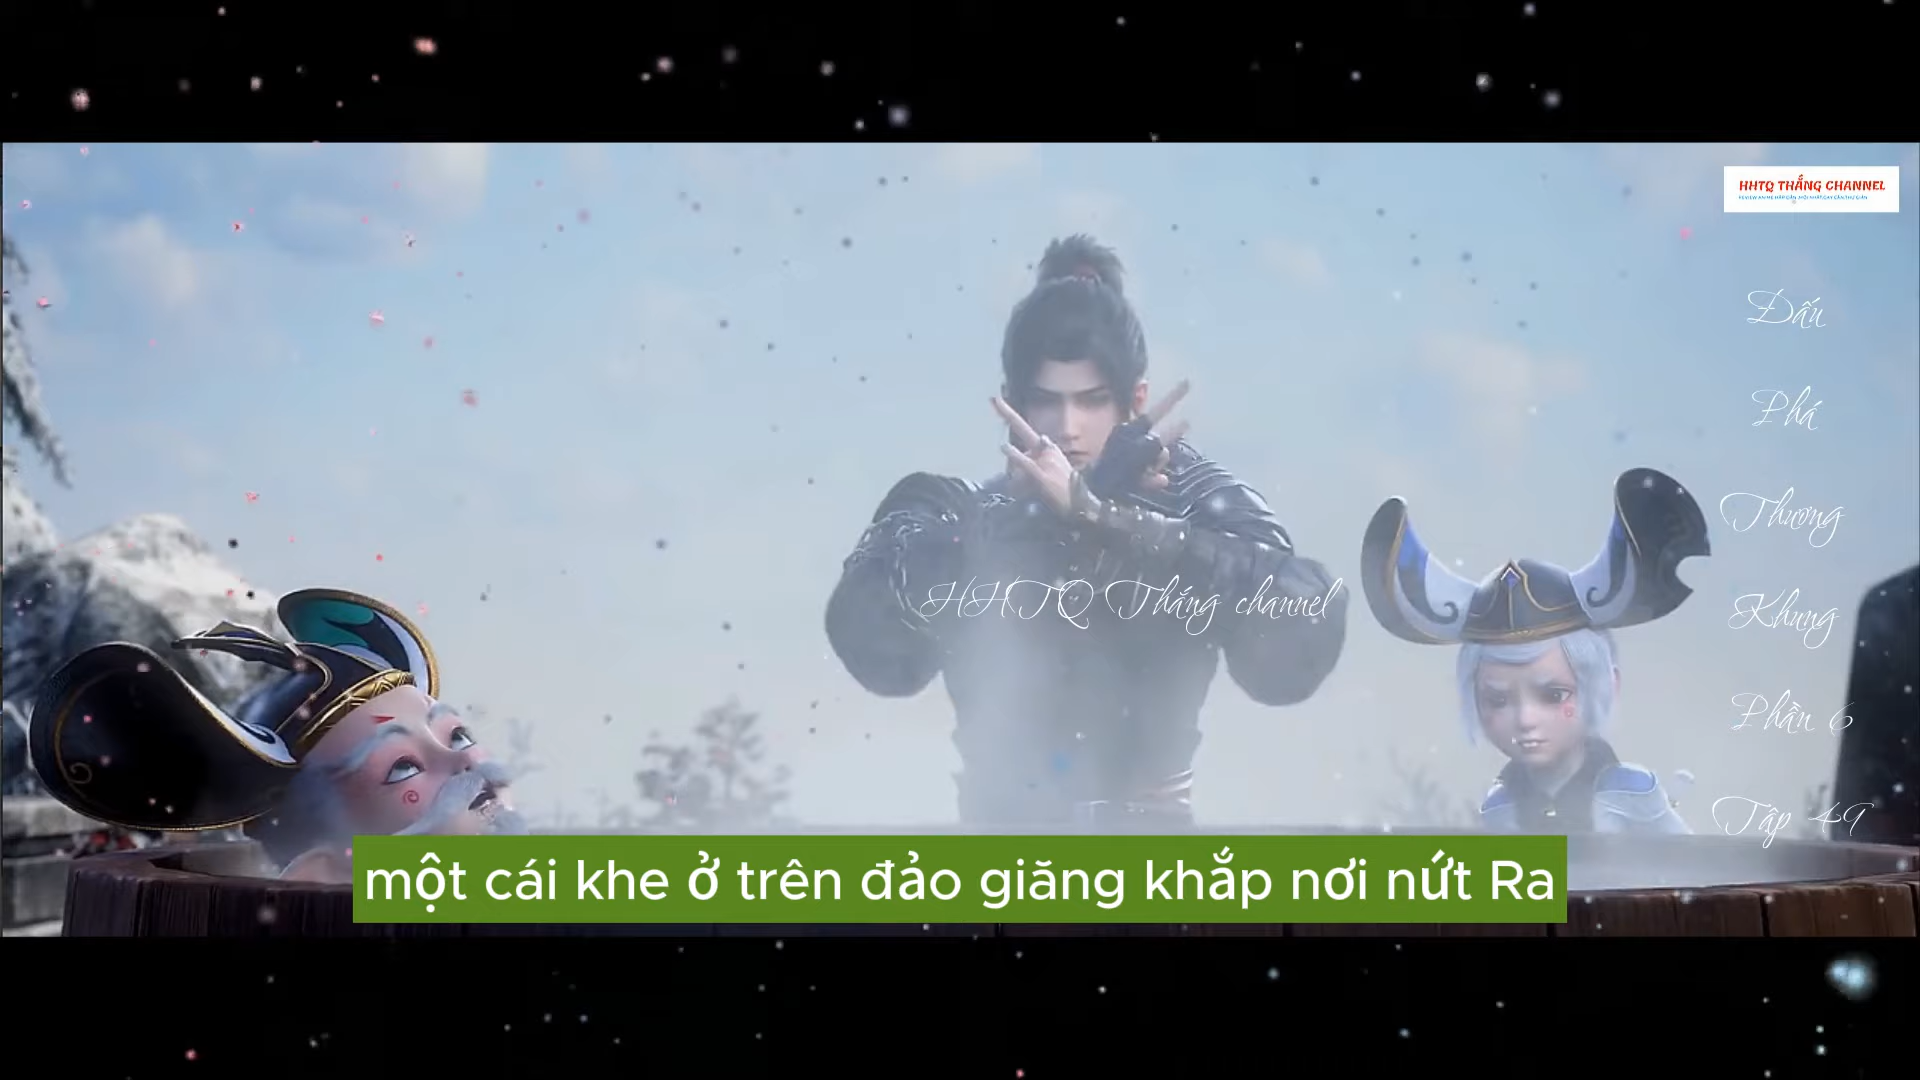 HHTQ THẮNG CHANNEL
Đấu
Phá
Thương
Khung
Phần 6
Tập 49
HHTQ Thắng channel
một cái khe ở trên đảo giăng khắp nơi nứt Ra